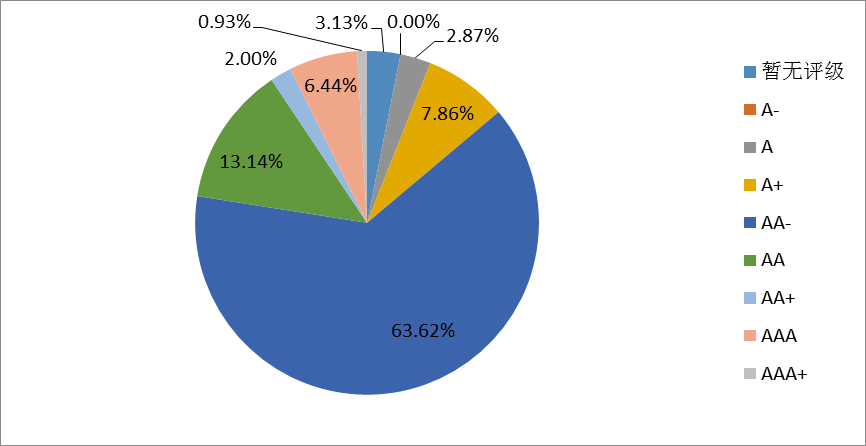 0.93%
3.13%
0.00%
2.87%
2.00%
6.44%
7.86%
13.14%
63.62%
暂无评级
A-
A
A+
AA-
AA
AA+
AAA
AAA+